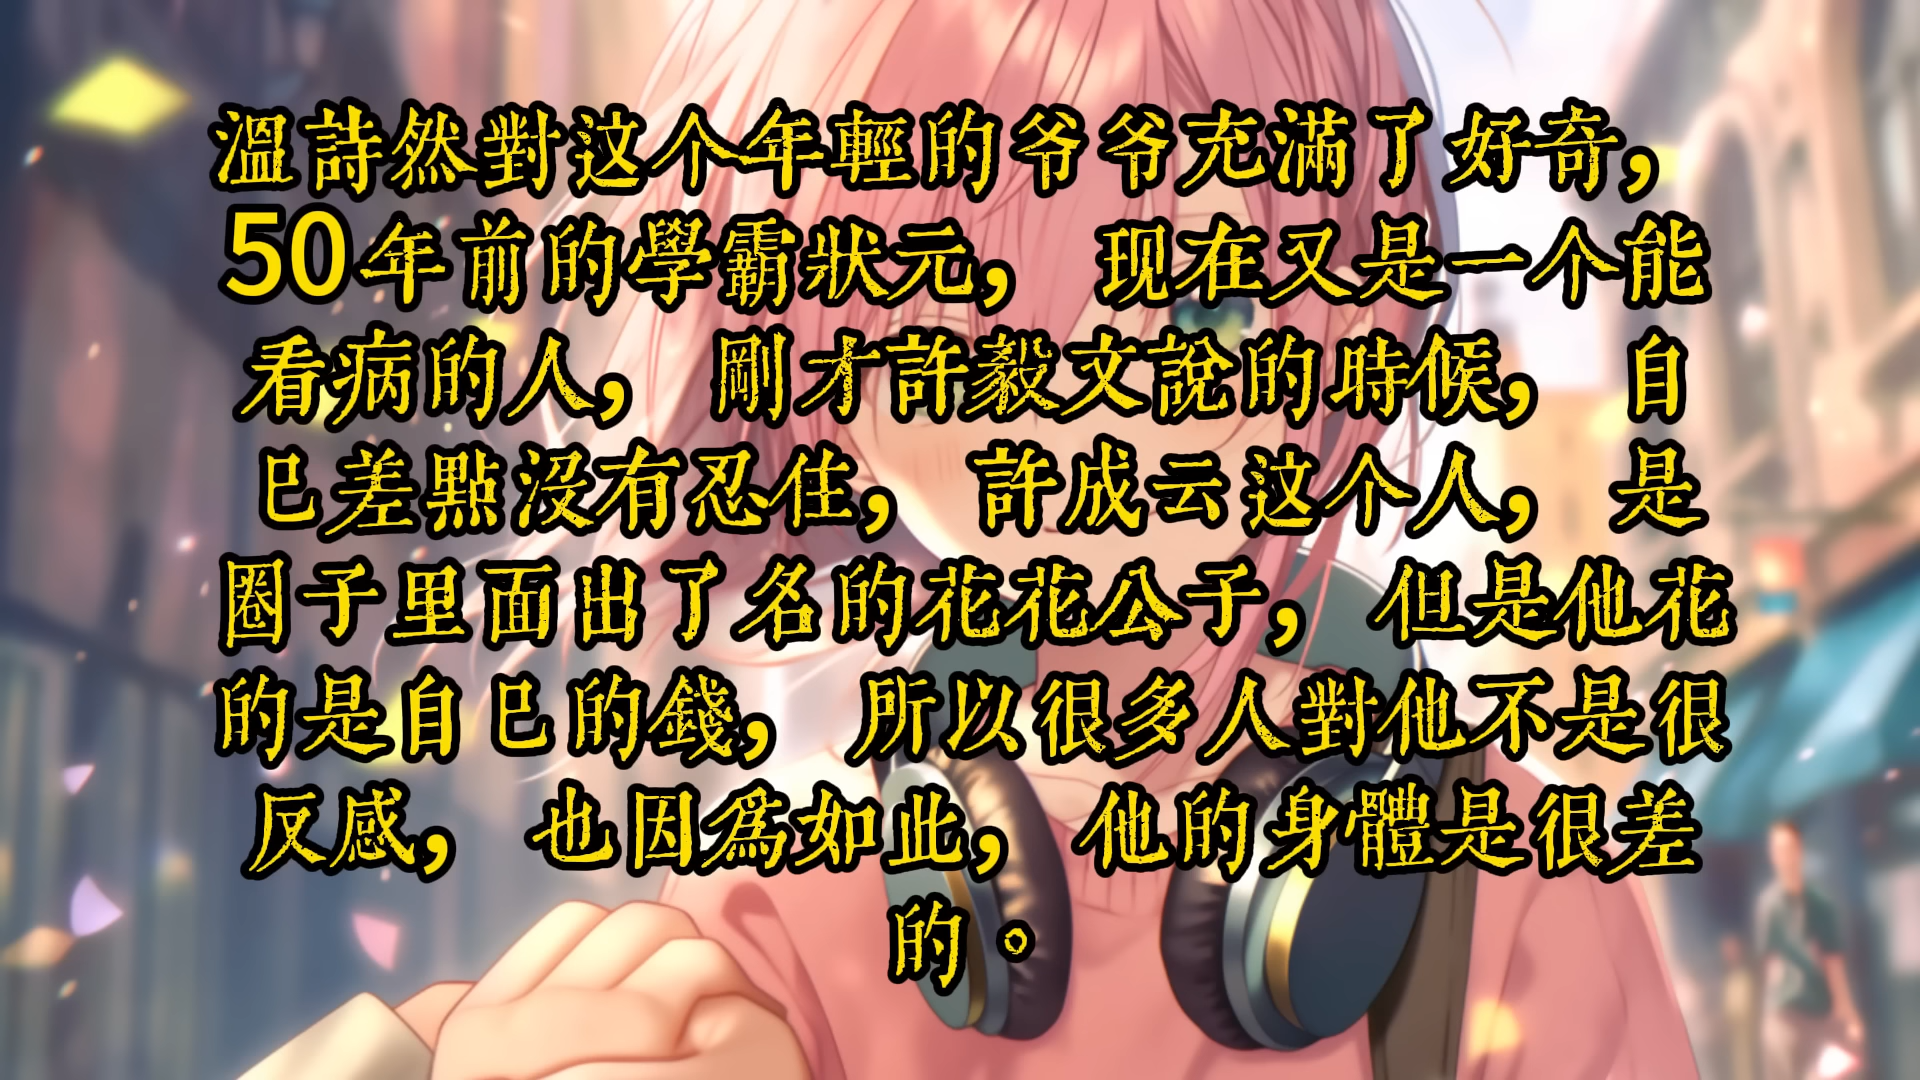 溫詩然對这个年輕的爷爷充滿了好奇，
50年前的學霸狀元， 现在又是一个能
看病的人， 剛才許毅文說的時候， 自
已差點沒有忍住， 許成云这个人， 是
圈子里面出了名的花花公子， 但是他花
的是自已的錢， 所以很多人對他不是很
反感， 也因爲如此， 他的身體是很差
的。